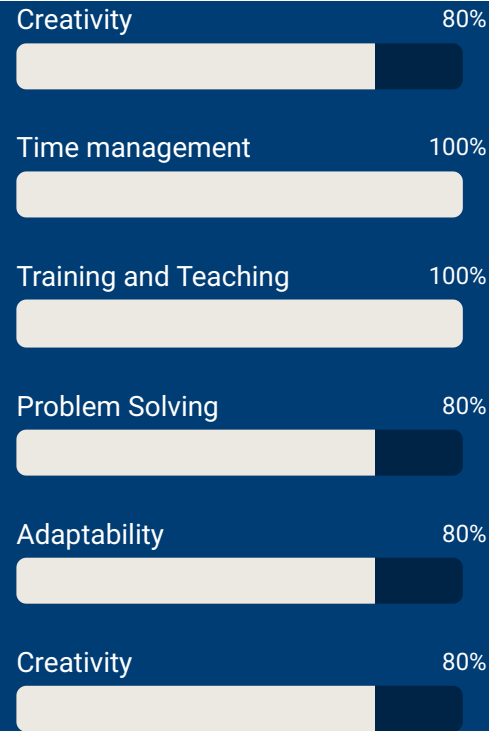 Creativity 80%
Time management 100%
Training and Teaching 100%
Problem Solving 80%
Adaptability 80%
Creativity 80%